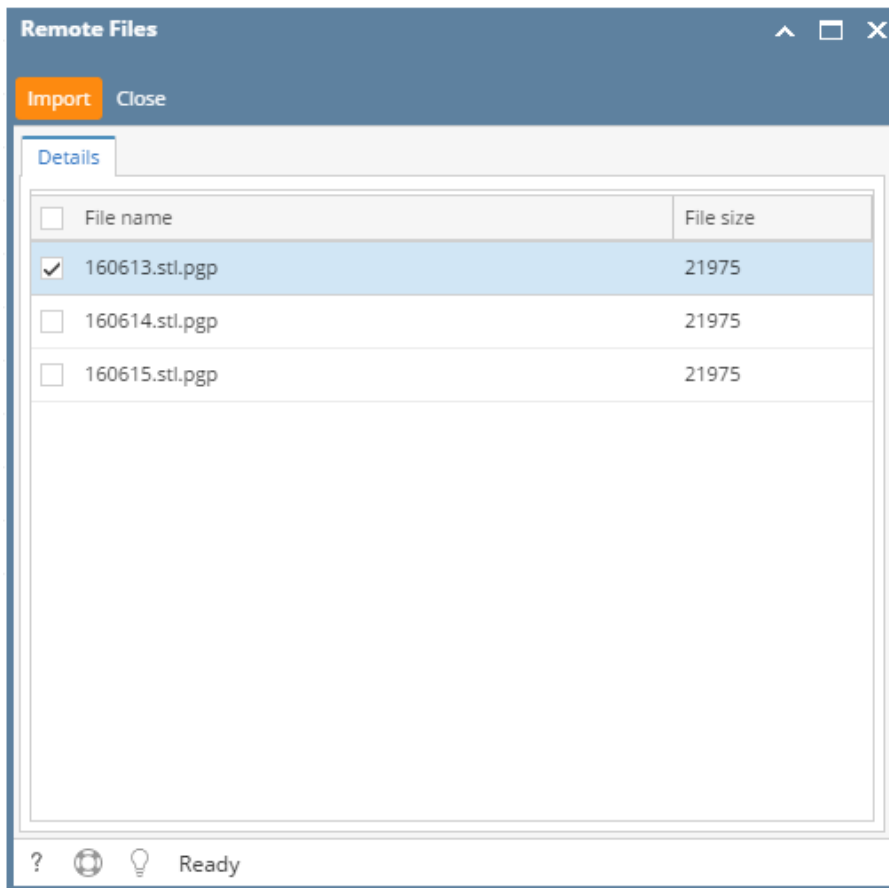 Remote Files
Import Close
Details
File name File size
160613.stl.pgp 21975
160614.stl.pgp 21975
160615.stl.pgp 21975
? Ready